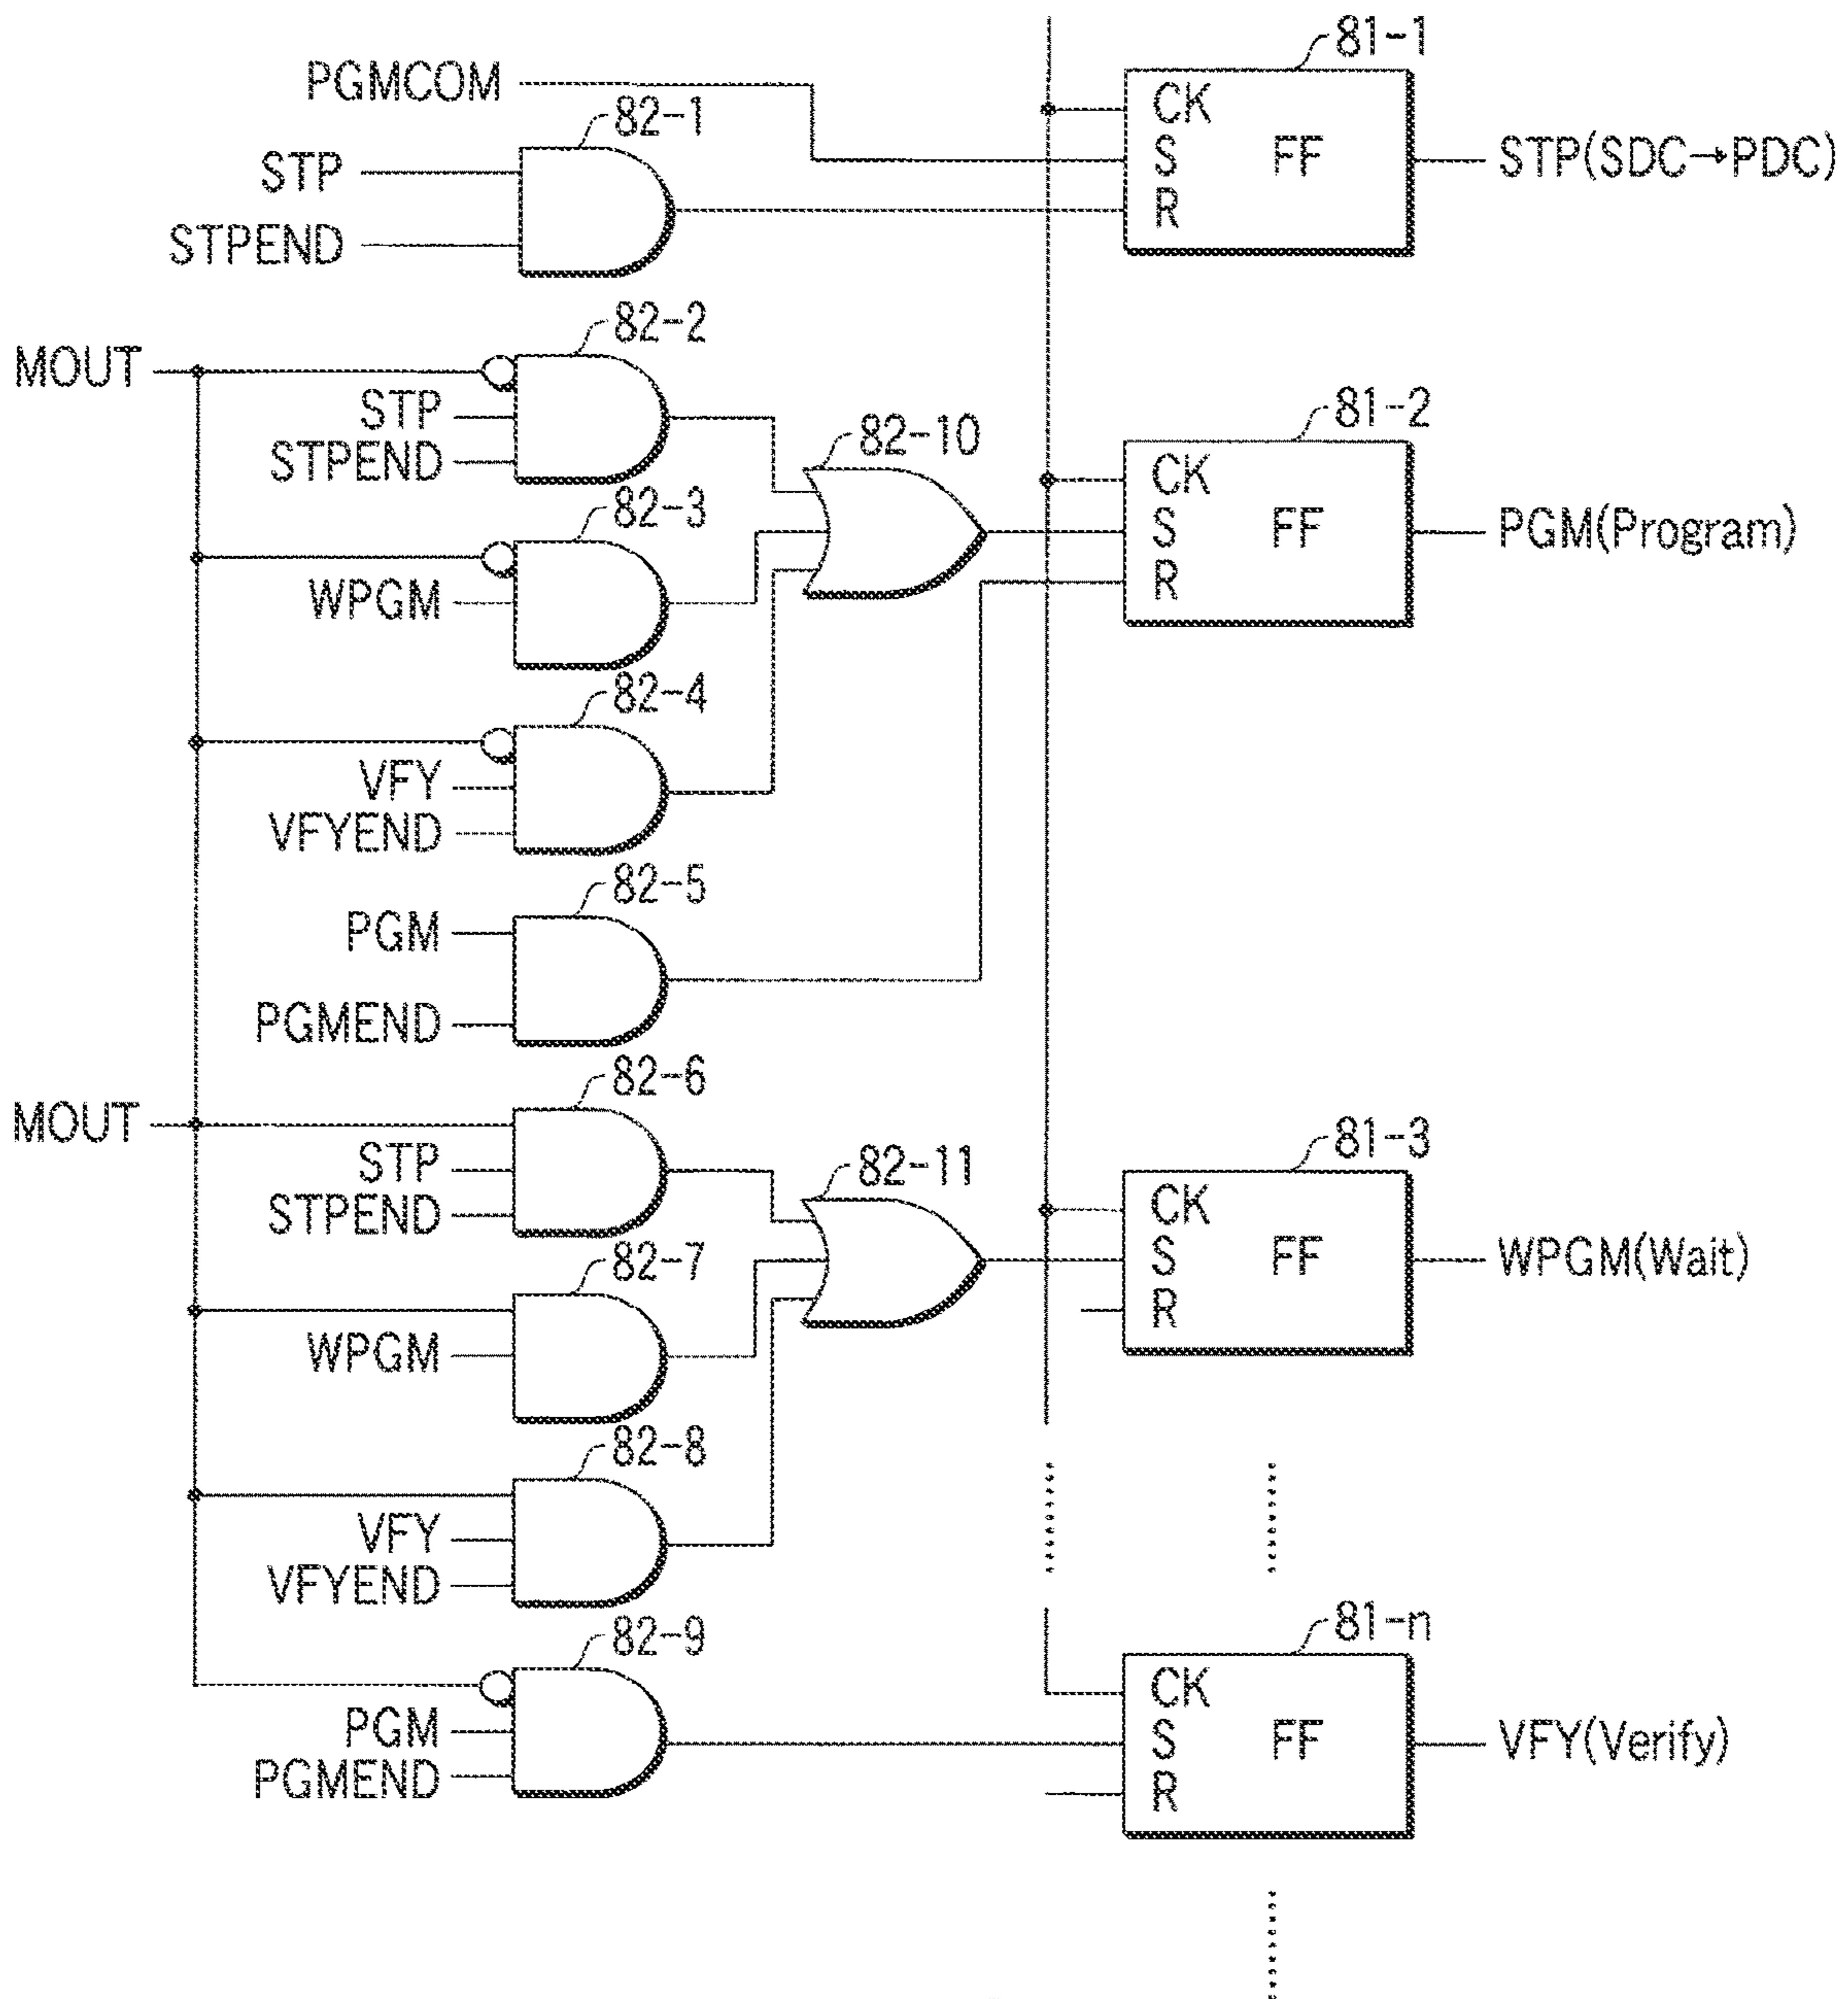 81-1
PGMCOM
CK
82-1
STP
S
FF
STP(SDC→PDC)
R
STPEND
82-2
MOUT
STP
STPEND
81-2
82-10
CK
82-3
S
FF
PGM(Program)
WPGM
R
82-4
VFY
VFYEND
82-5
PGM
PGMEND
82-6
MOUT
STP
STPEND
81-3
82-11
CK
82-7
S
FF
WPGM(Wait)
R
WPGM
82-8
VFY
VFYEND
82-9
81-n
CK
PGM
S
FF
VFY(Verify)
PGMEND
R